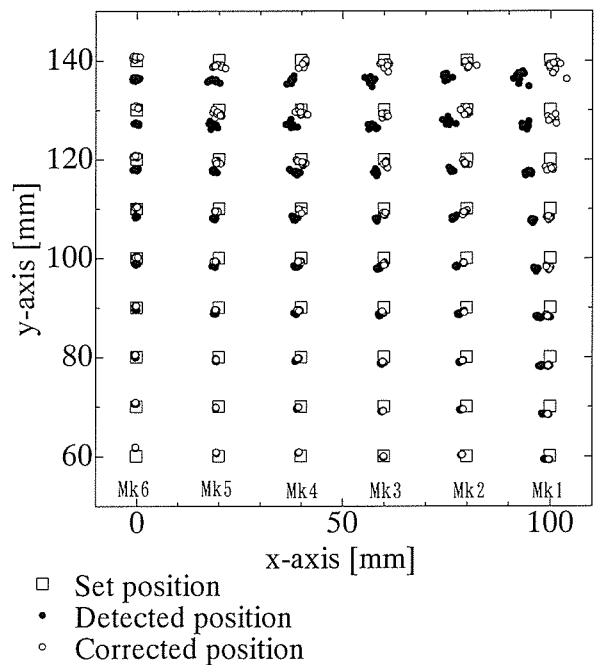 140
120
100
80
60
y-axis [mm]
Mk6 Mk5 Mk4 Mk3 Mk2 Mk1
0 50 100
x-axis [mm]
□ Set position
● Detected position
○ Corrected position